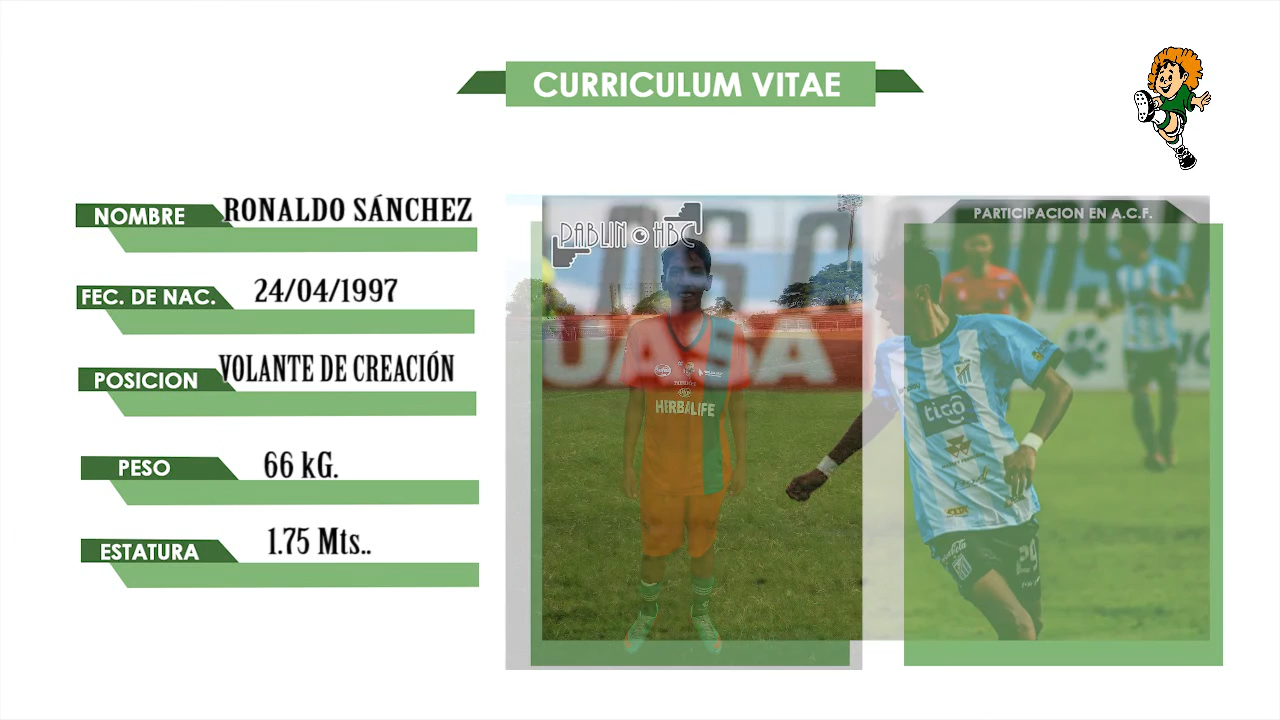 CURRICULUM VITAE
NOMBRE
RONALDO SÁNCHEZ
FEC. DE NAC.
24/04/1997
POSICION
VOLANTE DE CREACIÓN
PESO
66 kG.
ESTATURA
1.75 Mts..
PABLIN HBC
PARTICIPACION EN A.C.F.
HERBALIFE
tigo
29